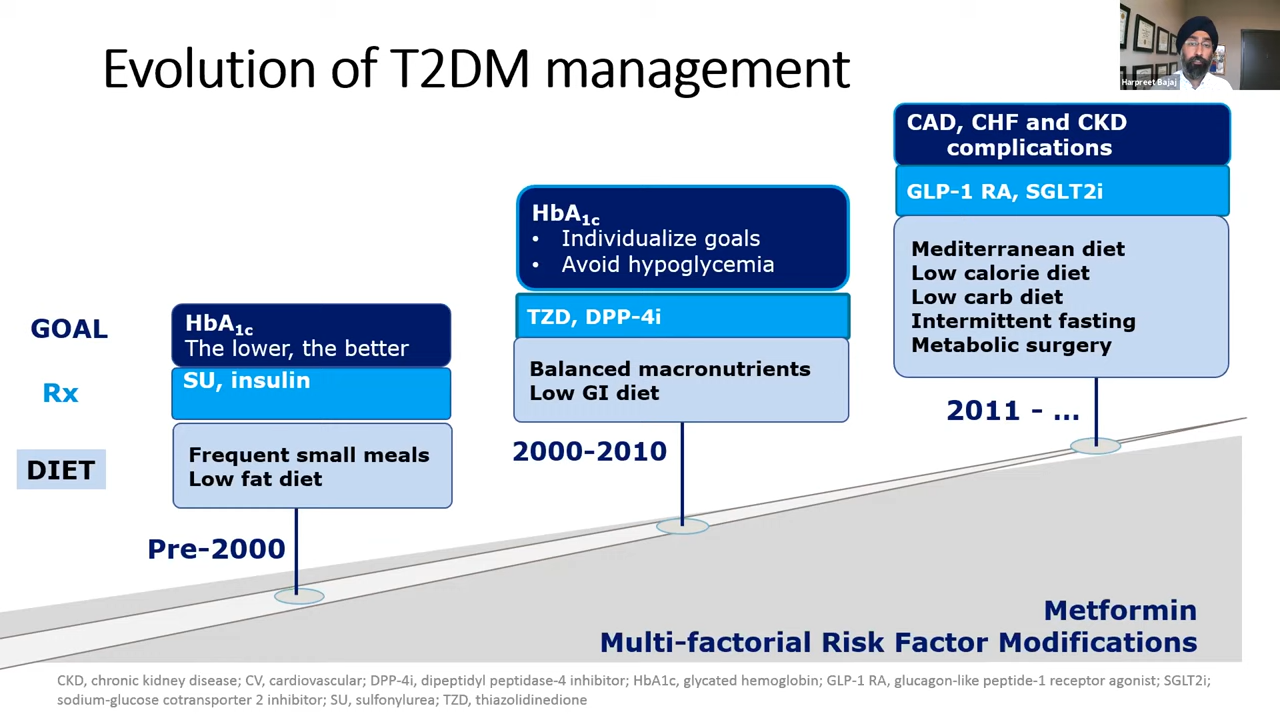 Evolution of T2DM management
Harpreet Bajaj
GOAL
Rx
DIET
HbA1c
The lower, the better
SU, insulin
Frequent small meals
Low fat diet
Pre-2000
HbA1c
• Individualize goals
• Avoid hypoglycemia
TZD, DPP-4i
Balanced macronutrients
Low GI diet
2000-2010
CAD, CHF and CKD
complications
GLP-1 RA, SGLT2i
Mediterranean diet
Low calorie diet
Low carb diet
Intermittent fasting
Metabolic surgery
2011 - ...
Metformin
Multi-factorial Risk Factor Modifications
CKD, chronic kidney disease; CV, cardiovascular; DPP-4i, dipeptidyl peptidase-4 inhibitor; HbA1c, glycated hemoglobin; GLP-1 RA, glucagon-like peptide-1 receptor agonist; SGLT2i;
sodium-glucose cotransporter 2 inhibitor; SU, sulfonylurea; TZD, thiazolidinedione